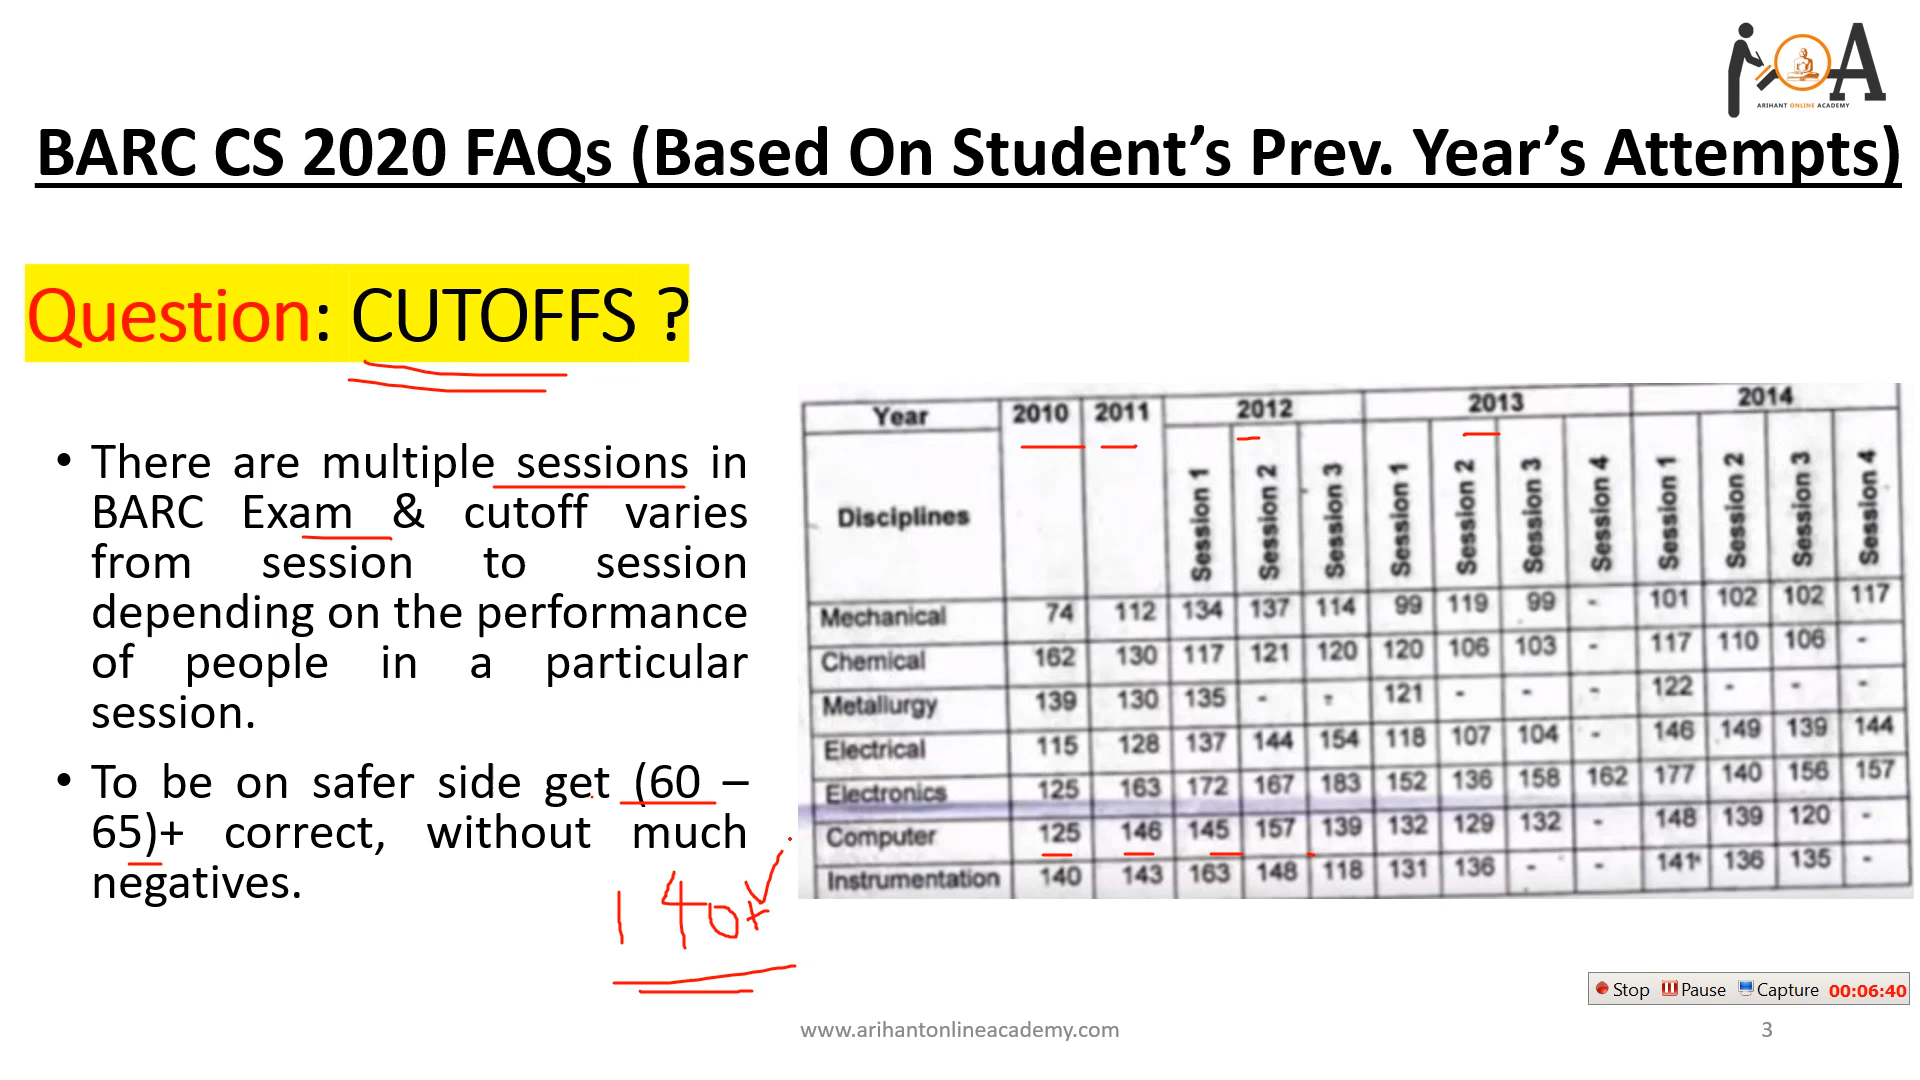 ARIHANT ONLINE ACADEMY
BARC CS 2020 FAQs (Based On Student’s Prev. Year’s Attempts)
Question: CUTOFFS ?
• There are multiple sessions in
BARC Exam & cutoff varies
from session to session
depending on the performance
of people in a particular
session.
• To be on safer side get (60 –
65)+ correct, without much
negatives.
140+
Year 2010 2011 2012 2013 2014
Disciplines Session 1 Session 2 Session 3 Session 1 Session 2 Session 3 Session 4 Session 1 Session 2 Session 3 Session 4
Mechanical 74 112 134 137 114 99 119 99 - 101 102 102 117
Chemical 162 130 117 121 120 120 106 103 - 117 110 106 -
Metallurgy 139 130 135 - - 121 - - - 122 - - -
Electrical 115 128 137 144 154 118 107 104 - 146 149 139 144
Electronics 125 163 172 167 183 152 136 158 162 177 140 156 157
Computer 125 146 145 157 139 132 129 132 - 148 139 120 -
Instrumentation 140 143 163 148 118 131 136 - - 141 136 135 -
Stop Pause Capture 00:06:40
www.arihantonlineacademy.com
3